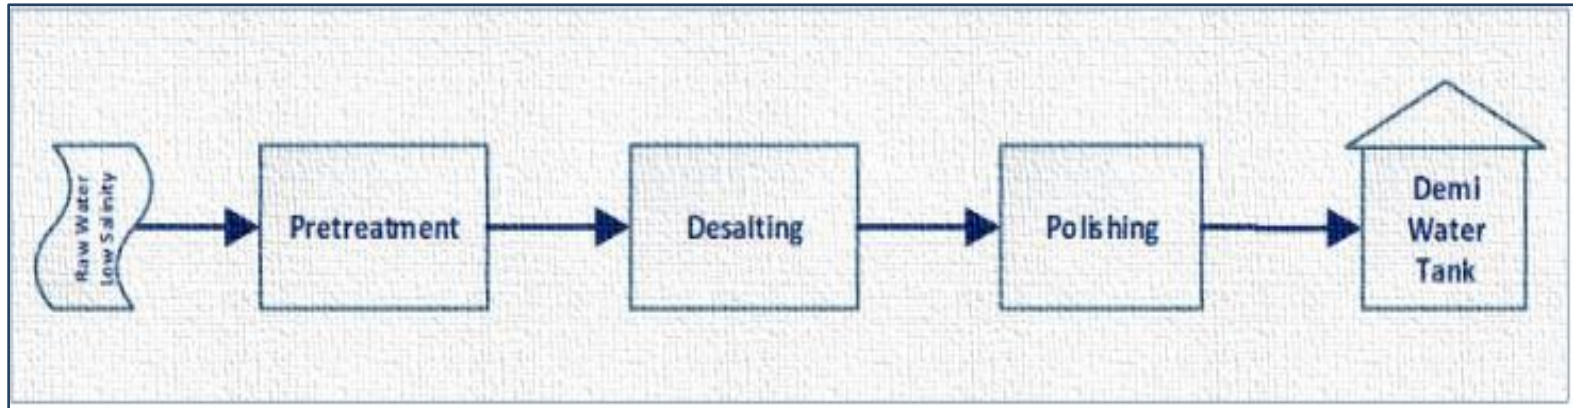 Raw Water
Low Salinity
Pretreatment
Desalting
Polishing
Demi
Water
Tank